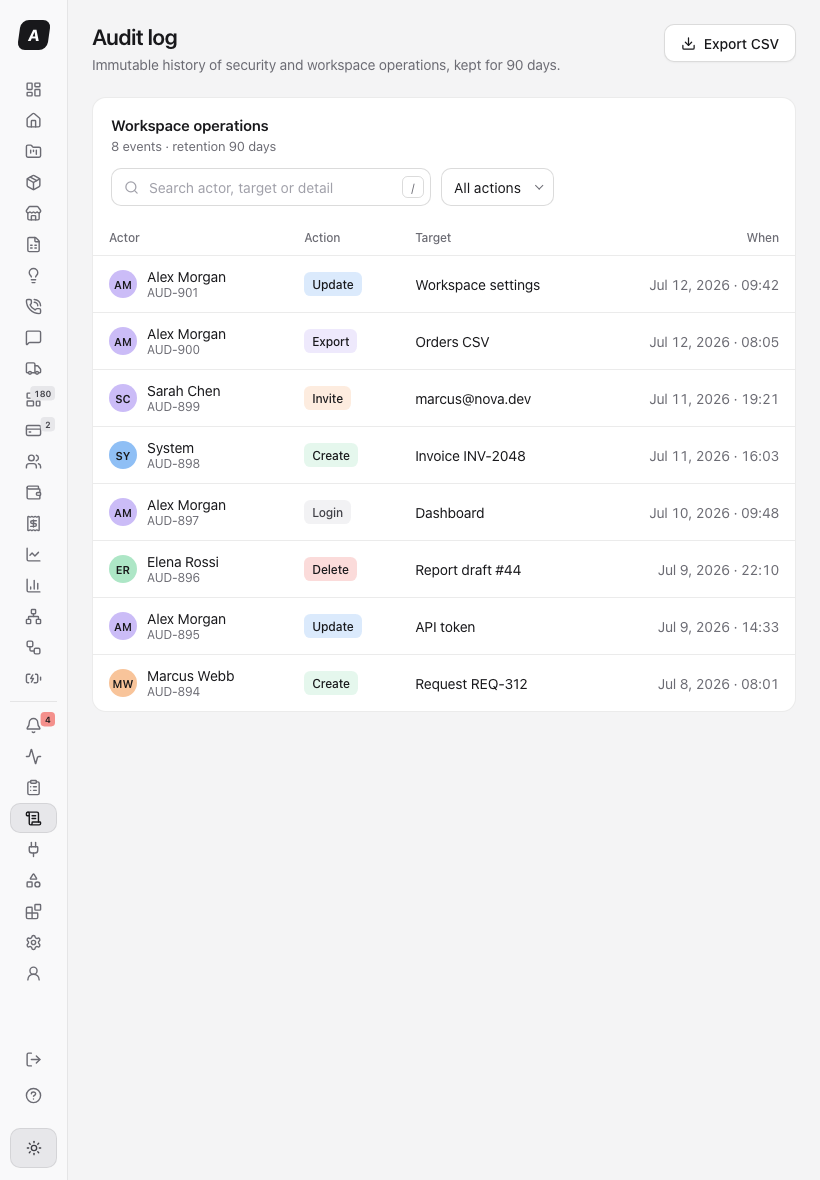 A
Audit log
Immutable history of security and workspace operations, kept for 90 days.
Export CSV
Workspace operations
8 events · retention 90 days
Search actor, target or detail
/
All actions
Actor Action Target When
AM Alex Morgan Update Workspace settings Jul 12, 2026 · 09:42
AUD-901
AM Alex Morgan Export Orders CSV Jul 12, 2026 · 08:05
AUD-900
SC Sarah Chen Invite marcus@nova.dev Jul 11, 2026 · 19:21
AUD-899
SY System Create Invoice INV-2048 Jul 11, 2026 · 16:03
AUD-898
AM Alex Morgan Login Dashboard Jul 10, 2026 · 09:48
AUD-897
ER Elena Rossi Delete Report draft #44 Jul 9, 2026 · 22:10
AUD-896
AM Alex Morgan Update API token Jul 9, 2026 · 14:33
AUD-895
MW Marcus Webb Create Request REQ-312 Jul 8, 2026 · 08:01
AUD-894
180
2
4